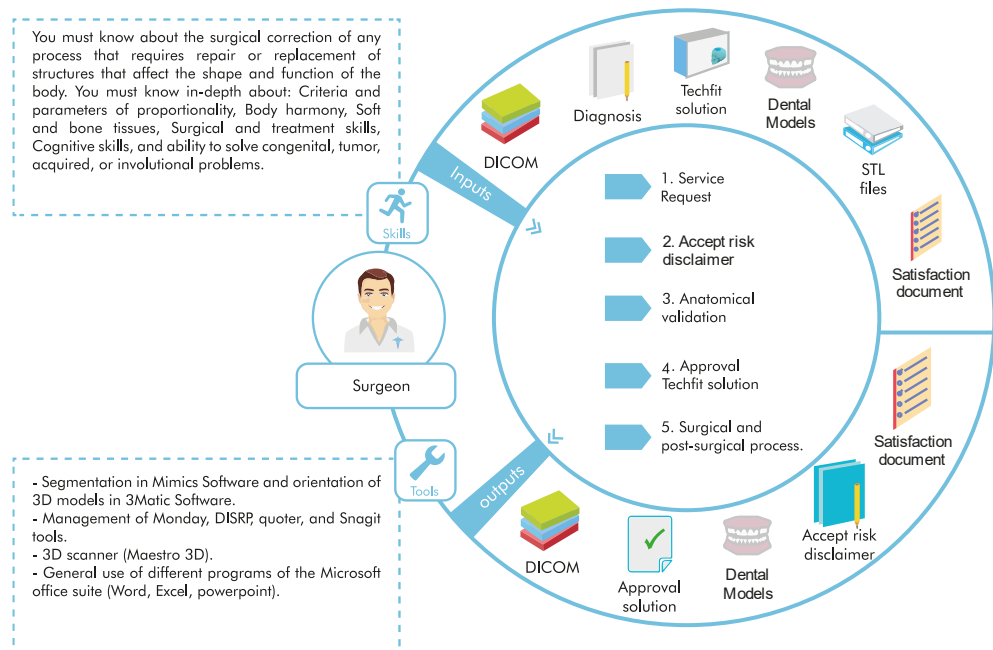 You must know about the surgical correction of any
process that requires repair or replacement of
structures that affect the shape and function of the
body. You must know in-depth about: Criteria and
parameters of proportionality, Body harmony, Soft
and bone tissues, Surgical and treatment skills,
Cognitive skills, and ability to solve congenital, tumor,
acquired, or involutional problems.
Skills
Surgeon
Tools
- Segmentation in Mimics Software and orientation of
3D models in 3Matic Software.
- Management of Monday, DISRP, quoter, and Snagit
tools.
- 3D scanner (Maestro 3D).
- General use of different programs of the Microsoft
office suite (Word, Excel, powerpoint).
Inputs
DICOM
Diagnosis
Techfit
solution
Dental
Models
STL
files
Satisfaction
document
1. Service
Request
2. Accept risk
disclaimer
3. Anatomical
validation
4. Approval
Techfit solution
5. Surgical and
post-surgical process.
outputs
DICOM
Approval
solution
Dental
Models
Accept risk
disclaimer
Satisfaction
document